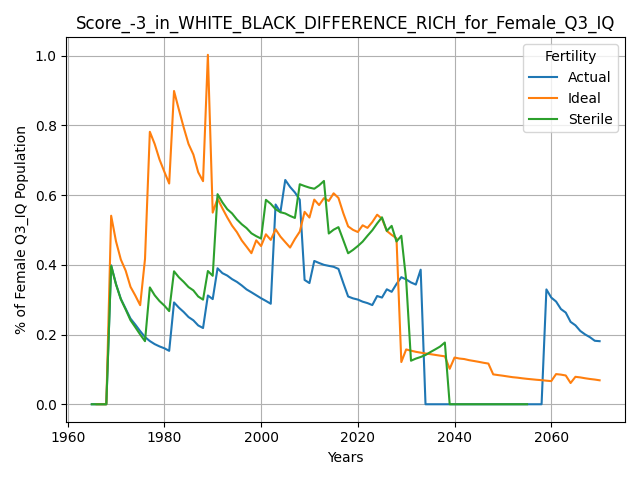 Score_-3_in_WHITE_BLACK_DIFFERENCE_RICH_for_Female_Q3_IQ
Fertility
Actual
Ideal
Sterile
% of Female Q3_IQ Population
1.0
0.8
0.6
0.4
0.2
0.0
1960 1980 2000 2020 2040 2060
Years